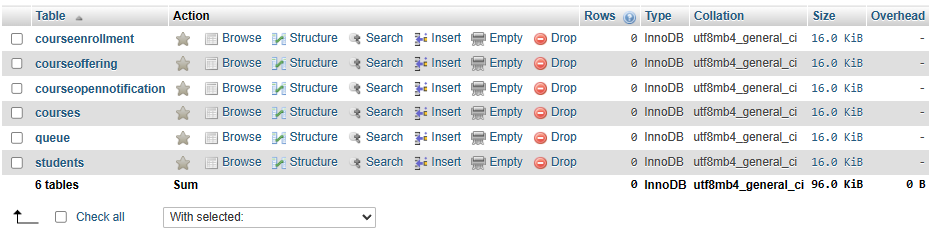 Table Action Rows Type Collation Size Overhead
courseenrollment Browse Structure Search Insert Empty Drop 0 InnoDB utf8mb4_general_ci 16.0 KiB -
courseoffering Browse Structure Search Insert Empty Drop 0 InnoDB utf8mb4_general_ci 16.0 KiB -
courseopennotification Browse Structure Search Insert Empty Drop 0 InnoDB utf8mb4_general_ci 16.0 KiB -
courses Browse Structure Search Insert Empty Drop 0 InnoDB utf8mb4_general_ci 16.0 KiB -
queue Browse Structure Search Insert Empty Drop 0 InnoDB utf8mb4_general_ci 16.0 KiB -
students Browse Structure Search Insert Empty Drop 0 InnoDB utf8mb4_general_ci 16.0 KiB -
6 tables Sum 0 InnoDB utf8mb4_general_ci 96.0 KiB 0 B
Check all With selected: